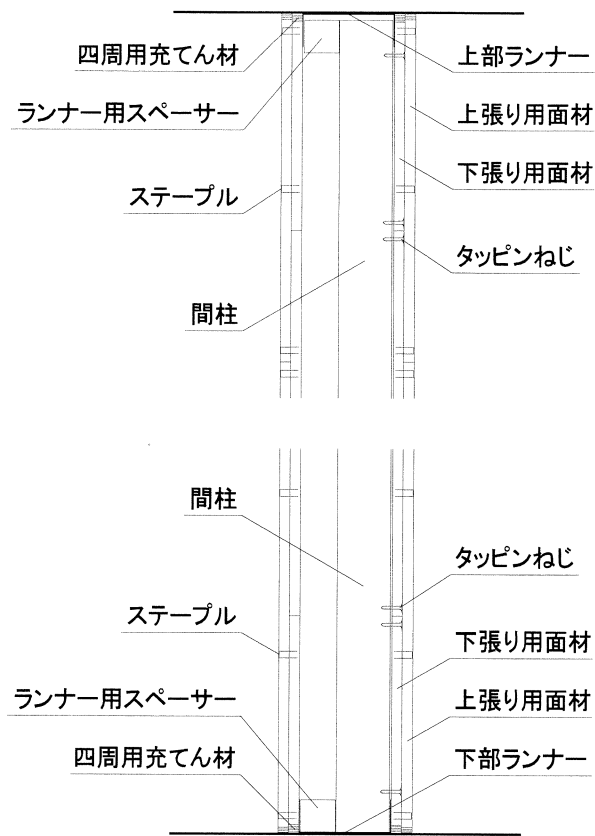 四周用充てん材
上部ランナー
ランナー用スペーサー
上張り用面材
下張り用面材
ステープル
タッピンねじ
間柱
間柱
タッピンねじ
ステープル
下張り用面材
ランナー用スペーサー
上張り用面材
四周用充てん材
下部ランナー